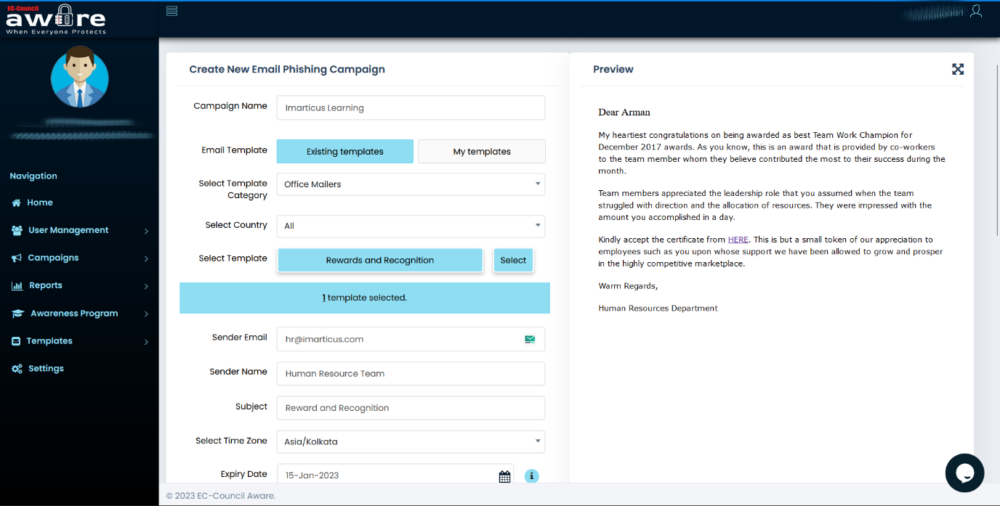 EC-Council
aware
When Everyone Protects
Navigation
Home
User Management
Campaigns
Reports
Awareness Program
Templates
Settings
Create New Email Phishing Campaign
Campaign Name
Imarticus Learning
Email Template
Existing templates
My templates
Select Template
Category
Office Mailers
Select Country
All
Select Template
Rewards and Recognition
Select
1 template selected.
Sender Email
hr@imarticus.com
Sender Name
Human Resource Team
Subject
Reward and Recognition
Select Time Zone
Asia/Kolkata
Expiry Date
15-Jan-2023
Preview
Dear Arman
My heartiest congratulations on being awarded as best Team Work Champion for
December 2017 awards. As you know, this is an award that is provided by co-workers
to the team member whom they believe contributed the most to their success during the
month.
Team members appreciated the leadership role that you assumed when the team
struggled with direction and the allocation of resources. They were impressed with the
amount you accomplished in a day.
Kindly accept the certificate from HERE. This is but a small token of our appreciation to
employees such as you upon whose support we have been allowed to grow and prosper
in the highly competitive marketplace.
Warm Regards,
Human Resources Department
© 2023 EC-Council Aware.